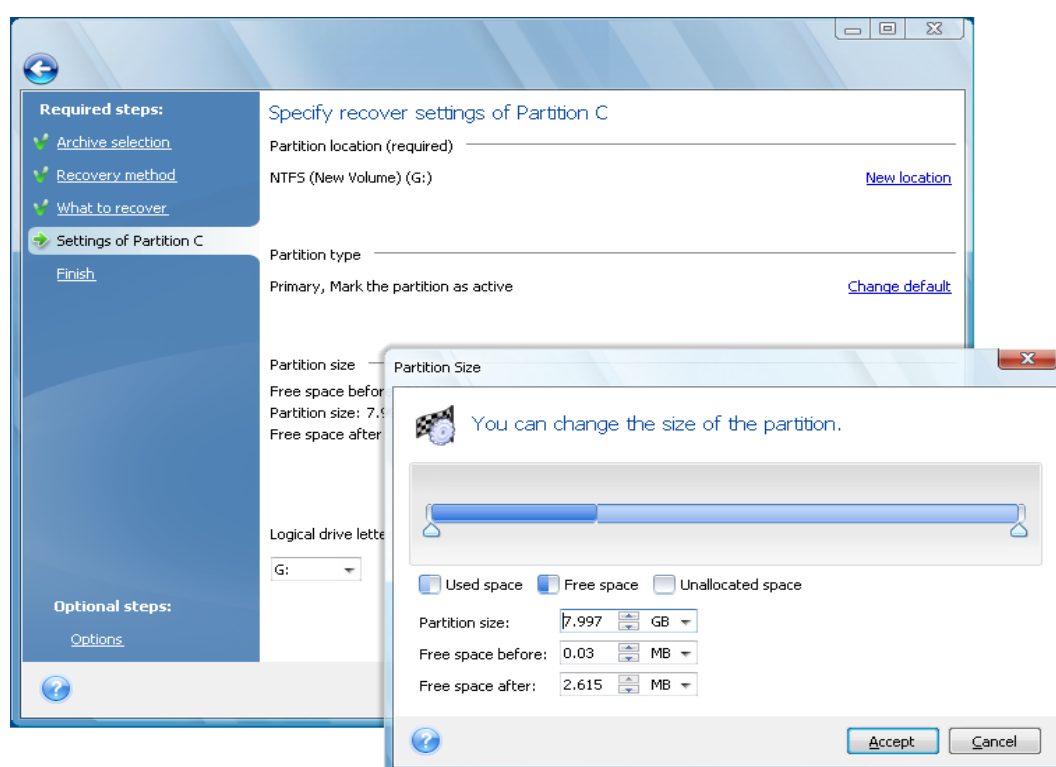 Required steps:
Archive selection
Recovery method
What to recover
Settings of Partition C
Finish
Optional steps:
Options
Specify recover settings of Partition C
Partition location (required)
NTFS (New Volume) (G:) New location
Partition type
Primary, Mark the partition as active Change default
Partition size
Free space befor
Partition size: 7.9
Free space after
Logical drive lette
G:
Partition Size
You can change the size of the partition.
Used space Free space Unallocated space
Partition size: 7.997 GB
Free space before: 0.03 MB
Free space after: 2.615 MB
Accept Cancel